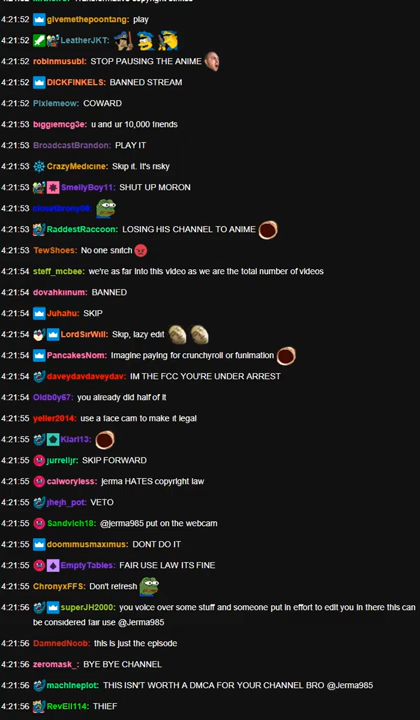 4:21:52 givemethepoontang: play
4:21:52 LeatherJKT:
4:21:52 robinmusubi: STOP PAUSING THE ANIME
4:21:52 DICKFINKELS: BANNED STREAM
4:21:52 Pixiemeow: COWARD
4:21:53 biggiemcg3e: u and ur 10,000 friends
4:21:53 BroadcastBrandon: PLAY IT
4:21:53 CrazyMedicine: Skip it. It's risky
4:21:53 SmellyBoy11: SHUT UP MORON
4:21:53
4:21:53 RaddestRaccoon: LOSING HIS CHANNEL TO ANIME
4:21:53 TewShoes: No one snitch
4:21:54 steff_mcbee: we're as far into this video as we are the total number of videos
4:21:54 dovahkiinum: BANNED
4:21:54 Juhahu: SKIP
4:21:54 LordSirWill: Skip, lazy edit
4:21:54 PancakesNom: Imagine paying for crunchyroll or funimation
4:21:54 daveydavdaveydav: IM THE FCC YOU'RE UNDER ARREST
4:21:54 Oldb0y67: you already did half of it
4:21:55 yeller2014: use a face cam to make it legal
4:21:55 Klari13:
4:21:55 jurrelljr: SKIP FORWARD
4:21:55 calworyless: jerma HATES copyright law
4:21:55 jhejh_pot: VETO
4:21:55 Sandvich18: @jerma985 put on the webcam
4:21:55 doomimusmaximus: DONT DO IT
4:21:55 EmptyTables: FAIR USE LAW ITS FINE
4:21:55 ChronyxFFS: Don't refresh
4:21:56 superJH2000: you voice over some stuff and someone put in effort to edit you in there this can
be considered fair use @Jerma985
4:21:56 DamnedNoob: this is just the episode
4:21:56 zeromask_: BYE BYE CHANNEL
4:21:56 machineplot: THIS ISN'T WORTH A DMCA FOR YOUR CHANNEL BRO @Jerma985
4:21:56 RevEll114: THIEF